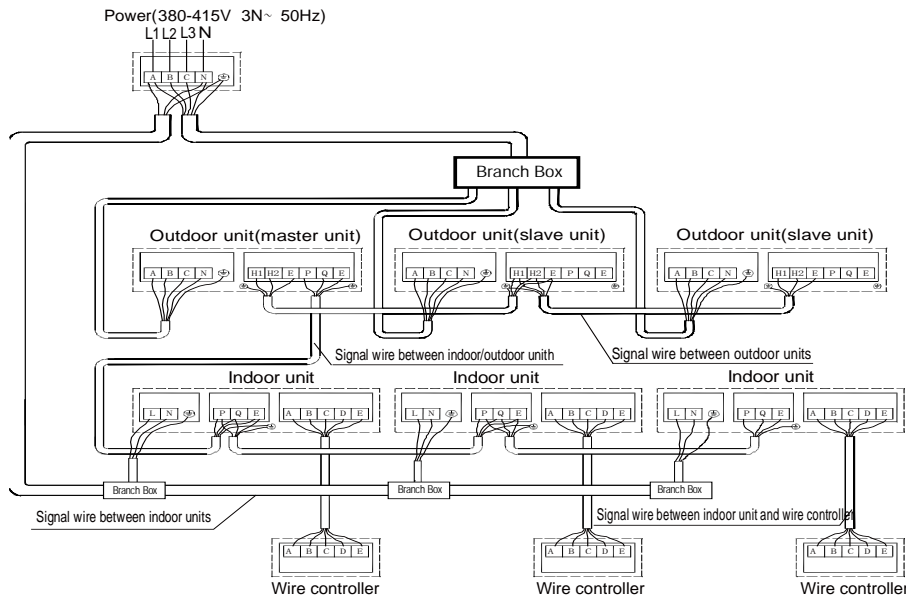 Power(380-415V 3N~ 50Hz)
L1 L2 L3 N
A B C N
Branch Box
Outdoor unit(master unit) Outdoor unit(slave unit) Outdoor unit(slave unit)
A B C N H1 H2 E P Q E A B C N H1 H2 E P Q E A B C N H1 H2 E P Q E
Signal wire between indoor/outdoor unith Signal wire between outdoor units
Indoor unit Indoor unit Indoor unit
L N P Q E A B C D E L N P Q E A B C D E L N P Q E A B C D E
Branch Box Branch Box Branch Box
Signal wire between indoor units Signal wire between indoor unit and wire controller
A B C D E A B C D E A B C D E
Wire controller Wire controller Wire controller